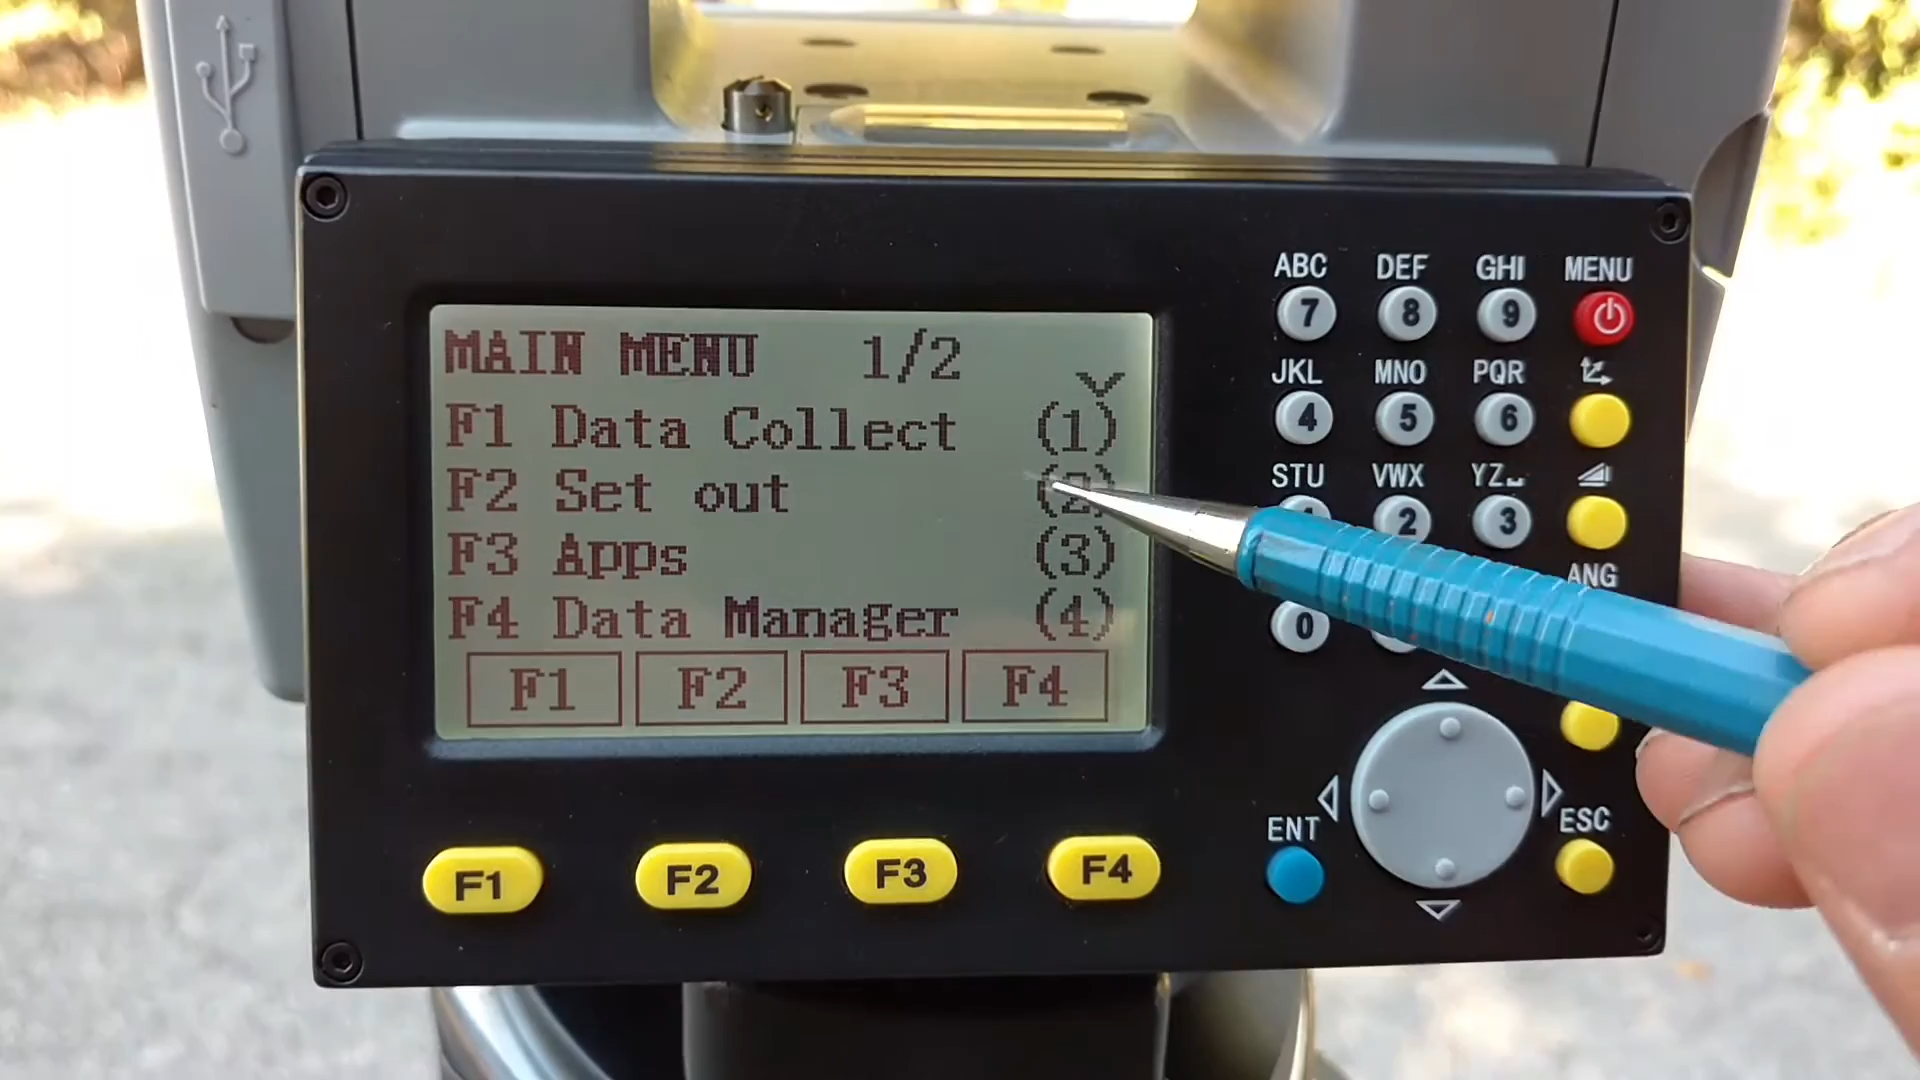 MAIN MENU 1/2
F1 Data Collect (1)
F2 Set out (2)
F3 Apps (3)
F4 Data Manager (4)
F1 F2 F3 F4
F1 F2 F3 F4
ABC DEF GHI MENU
7 8 9
JKL MNO PQR
4 5 6
STU VWX YZ␣
1 2 3
ANG
0
ENT ESC